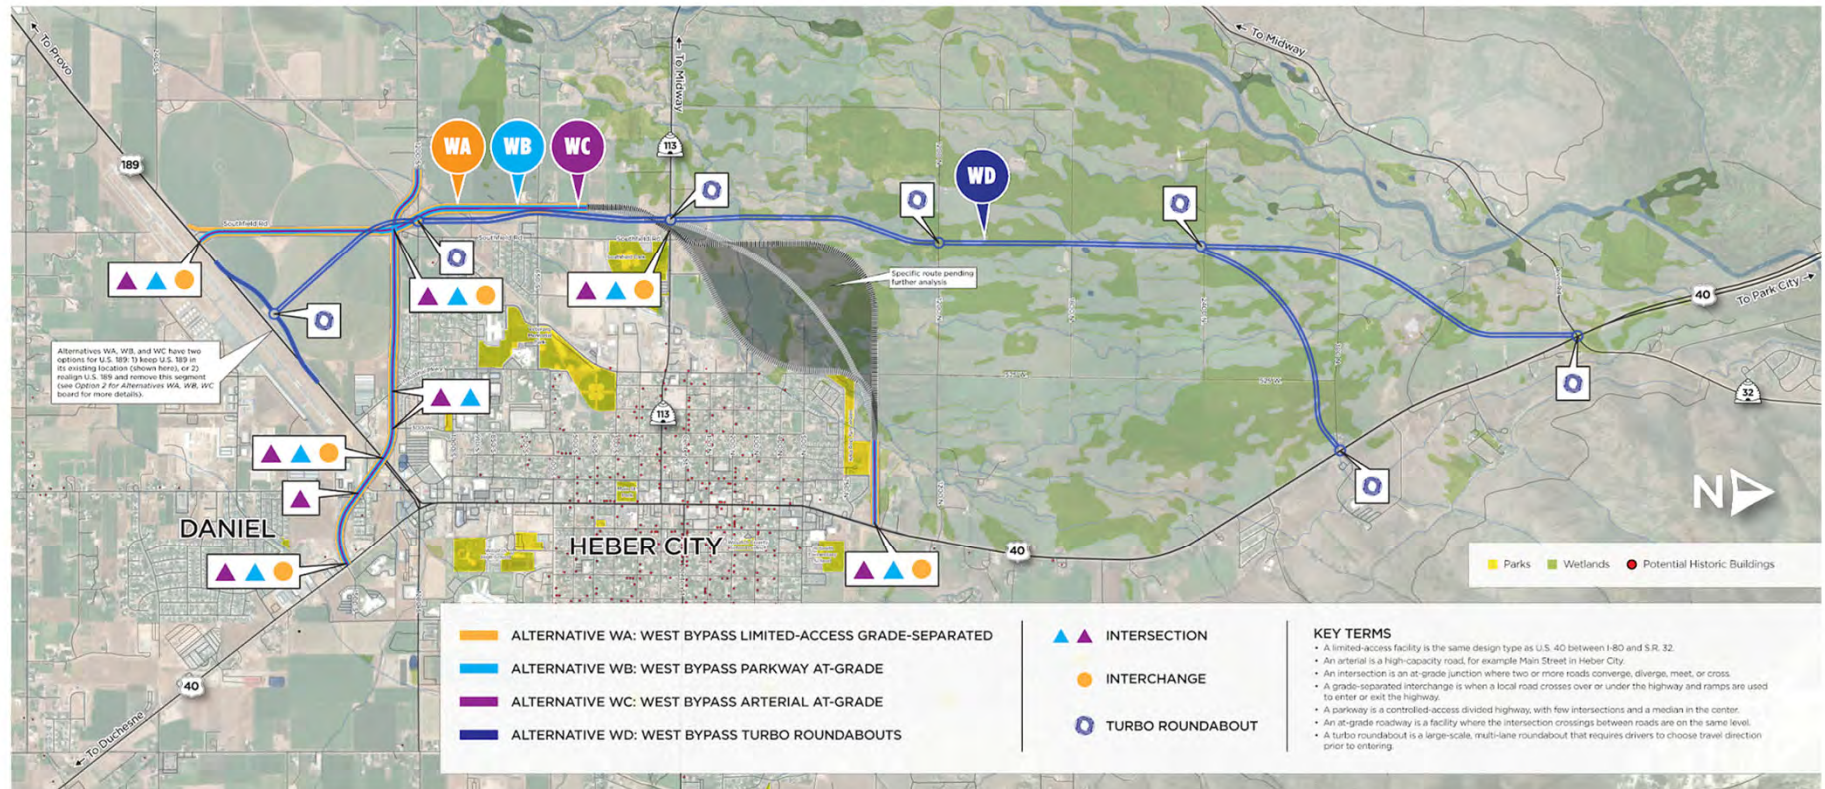 To Provo
To Midway
To Midway
189
113
WA
WB
WC
WD
Southfield Rd.
Southfield Rd.
Southfield Rd.
Specific route pending
further analysis
40
To Park City
32
Alternatives WA, WB, and WC have two
options for U.S. 189: 1) keep U.S. 189 in
its existing location (shown here), or 2)
realign U.S. 189 and remove this segment
(see Option 2 for Alternatives WA, WB, WC
board for more details).
113
N
DANIEL
HEBER CITY
40
40
To Duchesne
Parks
Wetlands
Potential Historic Buildings
ALTERNATIVE WA: WEST BYPASS LIMITED-ACCESS GRADE-SEPARATED
ALTERNATIVE WB: WEST BYPASS PARKWAY AT-GRADE
ALTERNATIVE WC: WEST BYPASS ARTERIAL AT-GRADE
ALTERNATIVE WD: WEST BYPASS TURBO ROUNDABOUTS
INTERSECTION
INTERCHANGE
TURBO ROUNDABOUT
KEY TERMS
• A limited-access facility is the same design type as U.S. 40 between I-80 and S.R. 32.
• An arterial is a high-capacity road, for example Main Street in Heber City.
• An intersection is an at-grade junction where two or more roads converge, diverge, meet, or cross.
• A grade-separated interchange is when a local road crosses over or under the highway and ramps are used
to enter or exit the highway.
• A parkway is a controlled-access divided highway, with few intersections and a median in the center.
• An at-grade roadway is a facility where the intersection crossings between roads are on the same level.
• A turbo roundabout is a large-scale, multi-lane roundabout that requires drivers to choose travel direction
prior to entering.